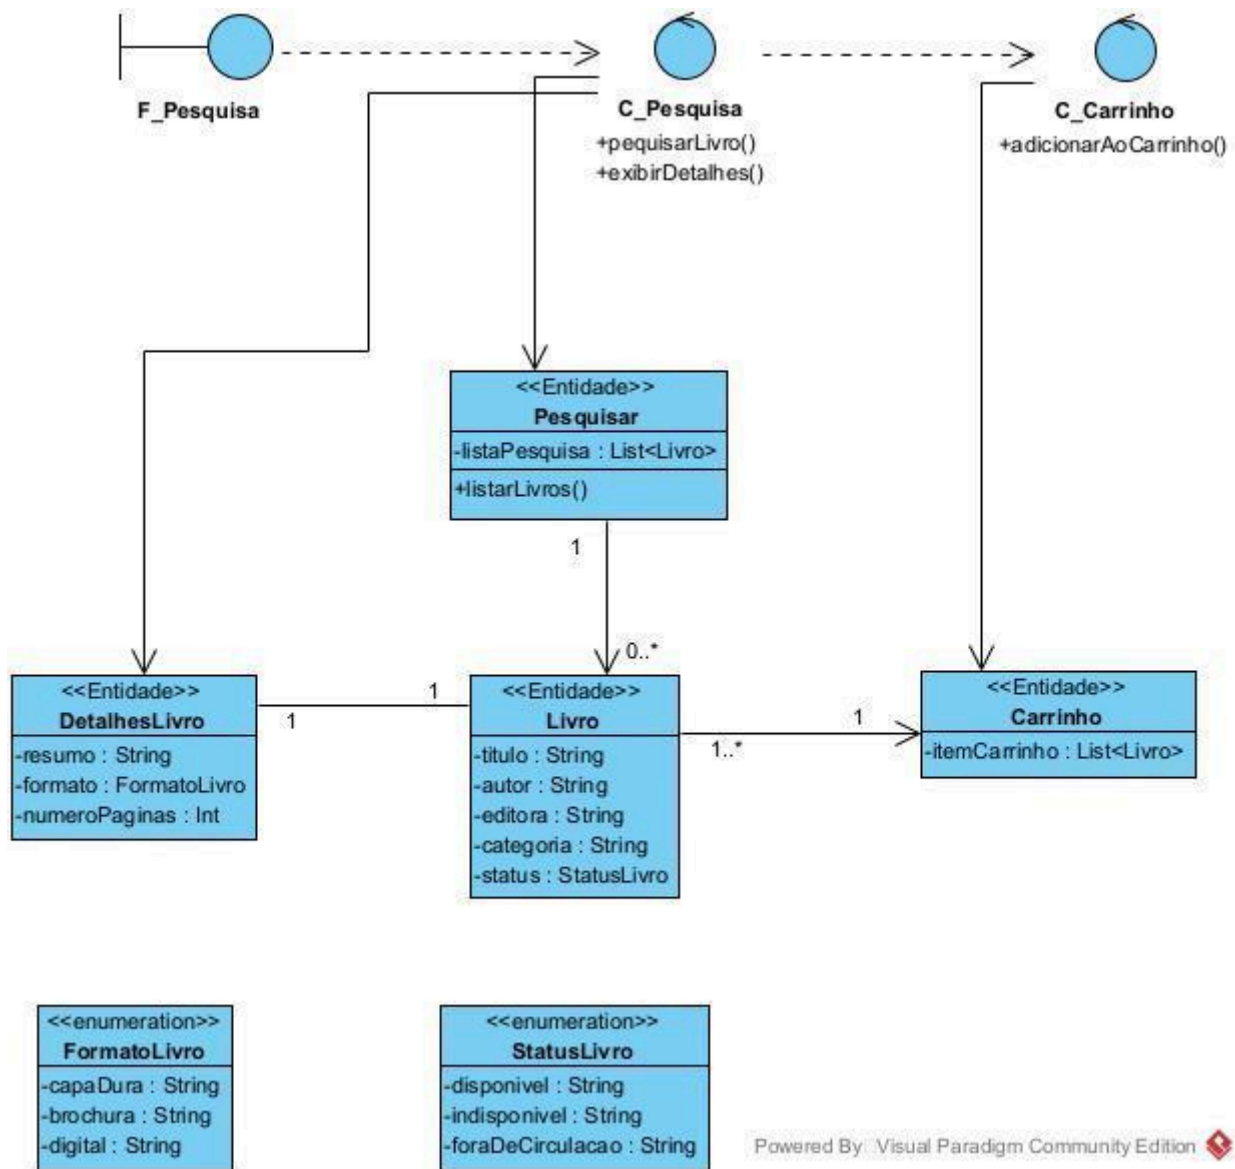 F_Pesquisa
C_Pesquisa
+pequisarLivro()
+exibirDetalhes()
C_Carrinho
+adicionarAoCarrinho()
<<Entidade>>
Pesquisar
-listaPesquisa : List<Livro>
+listarLivros()
1
0..*
<<Entidade>>
DetalhesLivro
-resumo : String
-formato : FormatoLivro
-numeroPaginas : Int
1
1
<<Entidade>>
Livro
-titulo : String
-autor : String
-editora : String
-categoria : String
-status : StatusLivro
1..*
1
<<Entidade>>
Carrinho
-itemCarrinho : List<Livro>
<<enumeration>>
FormatoLivro
-capaDura : String
-brochura : String
-digital : String
<<enumeration>>
StatusLivro
-disponivel : String
-indisponivel : String
-foraDeCirculacao : String
Powered By Visual Paradigm Community Edition